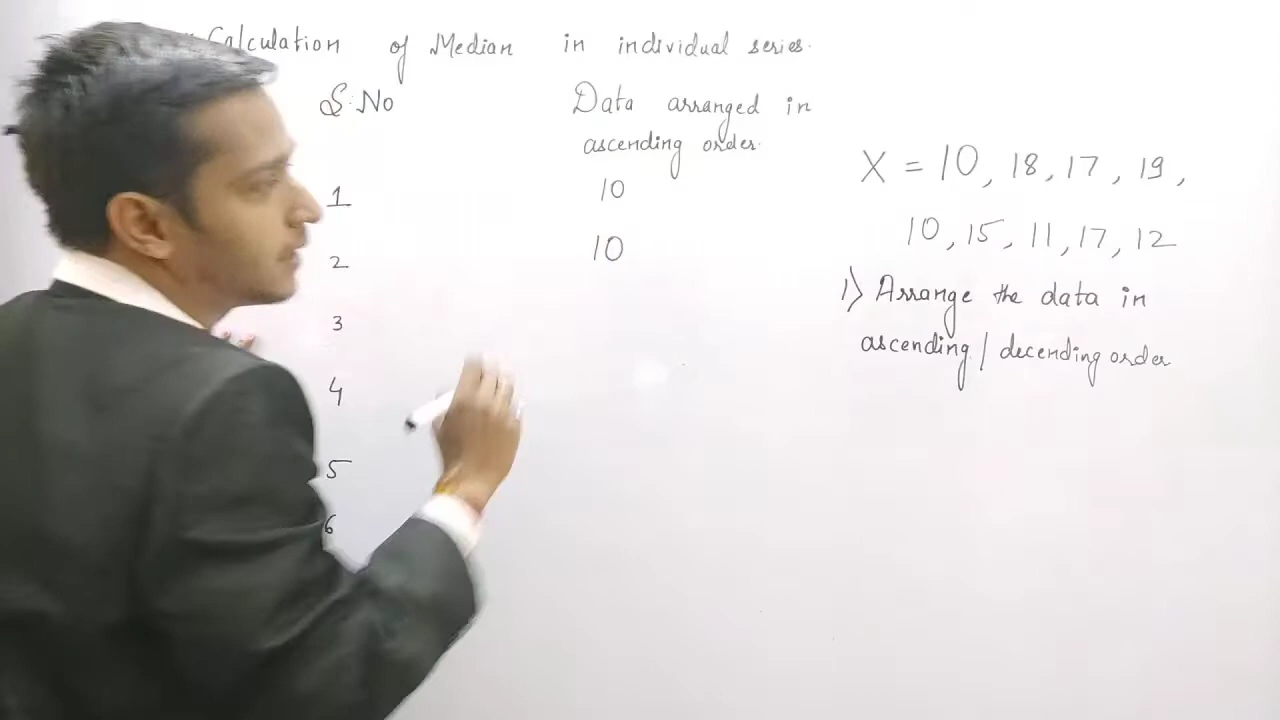 Calculation of Median in individual series.
S.No Data arranged in
ascending order.
1 10
2 10
3
4
5
6
X = 10, 18, 17, 19,
10, 15, 11, 17, 12
1) Arrange the data in
ascending / decending order